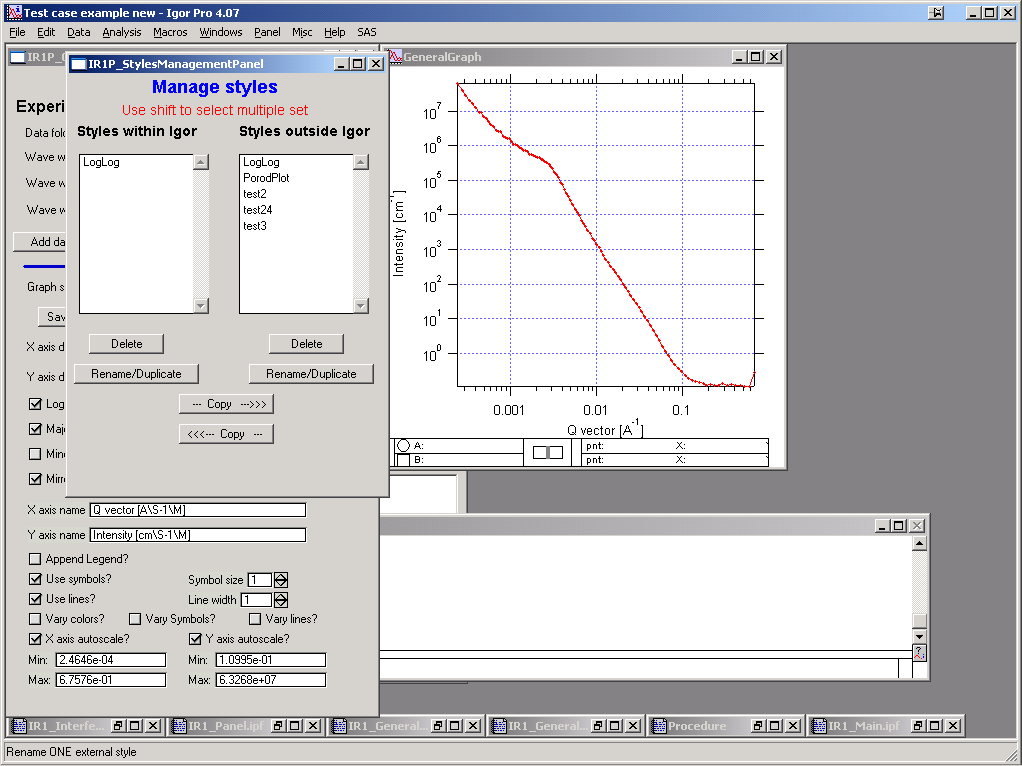 Test case example new - Igor Pro 4.07
File Edit Data Analysis Macros Windows Panel Misc Help SAS
IR1P_
IR1P_StylesManagementPanel
GeneralGraph
Manage styles
Use shift to select multiple set
Styles within Igor
Styles outside Igor
LogLog
LogLog
PorodPlot
test2
test24
test3
Delete
Delete
Rename/Duplicate
Rename/Duplicate
--- Copy --->>>
<<<--- Copy ---
Experi
Data fold
Wave w
Wave w
Wave w
Add da
Graph s
Sav
X axis d
Y axis d
Log
Majo
Mino
Mirro
10^7
10^6
10^5
10^4
10^3
10^2
10^1
10^0
Intensity [cm^-1]
0.001 0.01 0.1
Q vector [A^-1]
A:
B:
pnt: X:
pnt: X:
X axis name Q vector [A\S-1\M]
Y axis name Intensity [cm\S-1\M]
Append Legend?
Use symbols? Symbol size 1
Use lines? Line width 1
Vary colors? Vary Symbols? Vary lines?
X axis autoscale? Y axis autoscale?
Min: 2.4646e-04 Min: 1.0995e-01
Max: 6.7576e-01 Max: 6.3268e+07
IR1_Interfe... IR1_Panel.ipf IR1_General... IR1_General... Procedure IR1_Main.ipf
Rename ONE external style